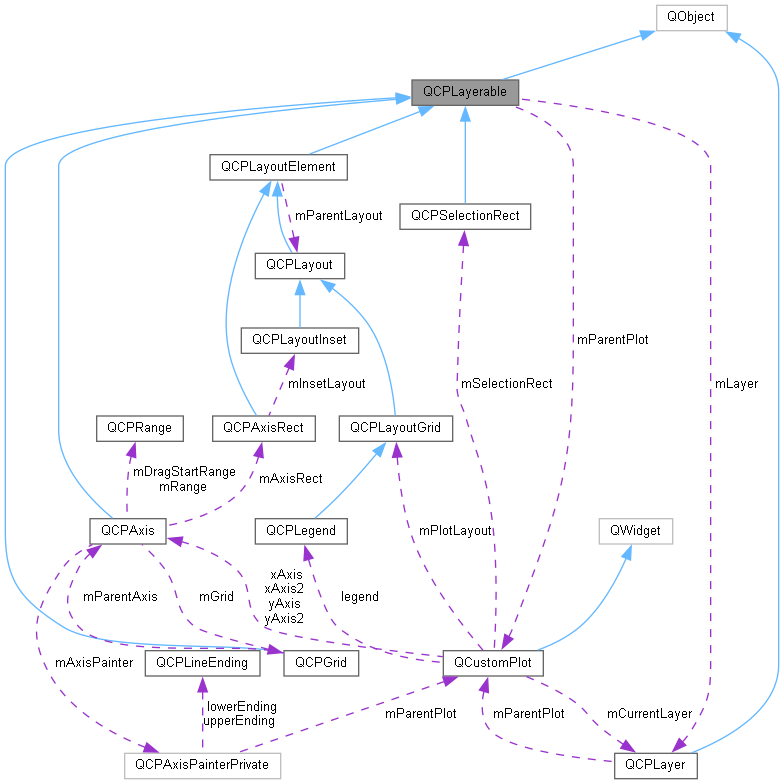 QObject
QCPLayerable
QCPLayoutElement
QCPSelectionRect
mParentLayout
QCPLayout
QCPLayoutInset
mParentPlot
mSelectionRect
mInsetLayout
mLayer
QCPRange
QCPAxisRect
QCPLayoutGrid
mDragStartRange
mRange
mAxisRect
QCPAxis
QCPLegend
mPlotLayout
QWidget
xAxis
xAxis2
yAxis
yAxis2
mParentAxis
mGrid
legend
mAxisPainter
QCPLineEnding
QCPGrid
QCustomPlot
lowerEnding
upperEnding
mParentPlot
mParentPlot
mCurrentLayer
QCPAxisPainterPrivate
QCPLayer